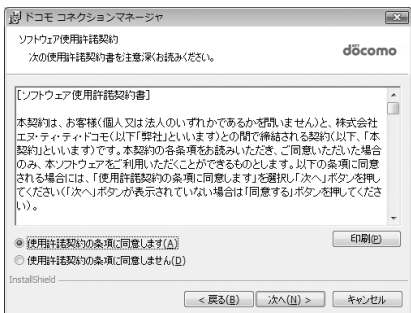 ドコモ コネクションマネージャ
ソフトウェア使用許諾契約
次の使用許諾契約書を注意深くお読みください。
döcomo
[ソフトウェア使用許諾契約書]
本契約は、お客様(個人又は法人のいずれかであるかを問いません)と、株式会社
エヌ・ティ・ティ・ドコモ(以下「弊社」といいます)との間で締結される契約(以下、「本
契約」といいます)です。本契約の各条項をお読みいただき、ご同意いただいた場合
のみ、本ソフトウェアをご利用いただくことができるものとします。以下の条項に同意
される場合には、「使用許諾契約の条項に同意します」を選択し「次へ」ボタンを押し
てください(「次へ」ボタンが表示されていない場合は「同意する」ボタンを押してくださ
い)。
使用許諾契約の条項に同意します(A)
印刷(P)
使用許諾契約の条項に同意しません(D)
InstallShield
< 戻る(B)
次へ(N) >
キャンセル